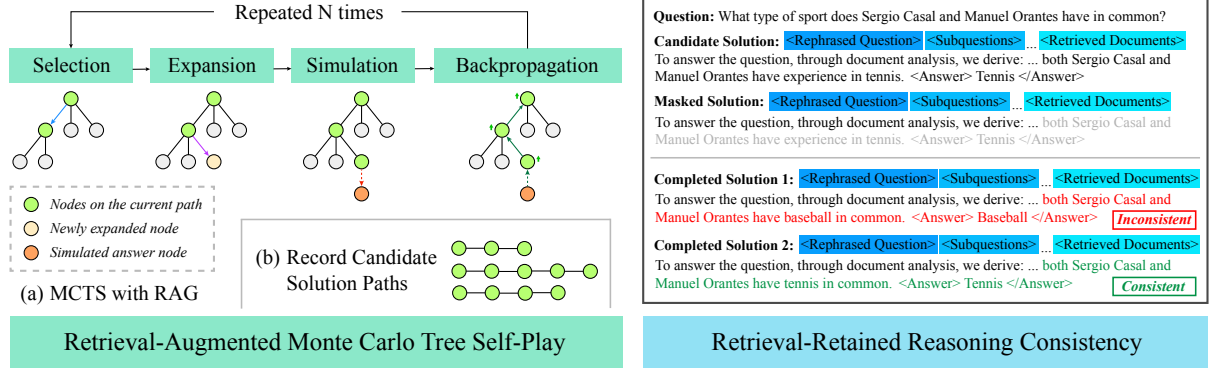 Repeated N times
Selection
Expansion
Simulation
Backpropagation
Nodes on the current path
Newly expanded node
Simulated answer node
(a) MCTS with RAG
(b) Record Candidate
Solution Paths
Retrieval-Augmented Monte Carlo Tree Self-Play
Question: What type of sport does Sergio Casal and Manuel Orantes have in common?
Candidate Solution: <Rephrased Question> <Subquestions> ... <Retrieved Documents>
To answer the question, through document analysis, we derive: ... both Sergio Casal and
Manuel Orantes have experience in tennis. <Answer> Tennis </Answer>
Masked Solution: <Rephrased Question> <Subquestions> ... <Retrieved Documents>
To answer the question, through document analysis, we derive: ... both Sergio Casal and
Manuel Orantes have experience in tennis. <Answer> Tennis </Answer>
Completed Solution 1: <Rephrased Question> <Subquestions> ... <Retrieved Documents>
To answer the question, through document analysis, we derive: ... both Sergio Casal and
Manuel Orantes have baseball in common. <Answer> Baseball </Answer> Inconsistent
Completed Solution 2: <Rephrased Question> <Subquestions> ... <Retrieved Documents>
To answer the question, through document analysis, we derive: ... both Sergio Casal and
Manuel Orantes have tennis in common. <Answer> Tennis </Answer> Consistent
Retrieval-Retained Reasoning Consistency